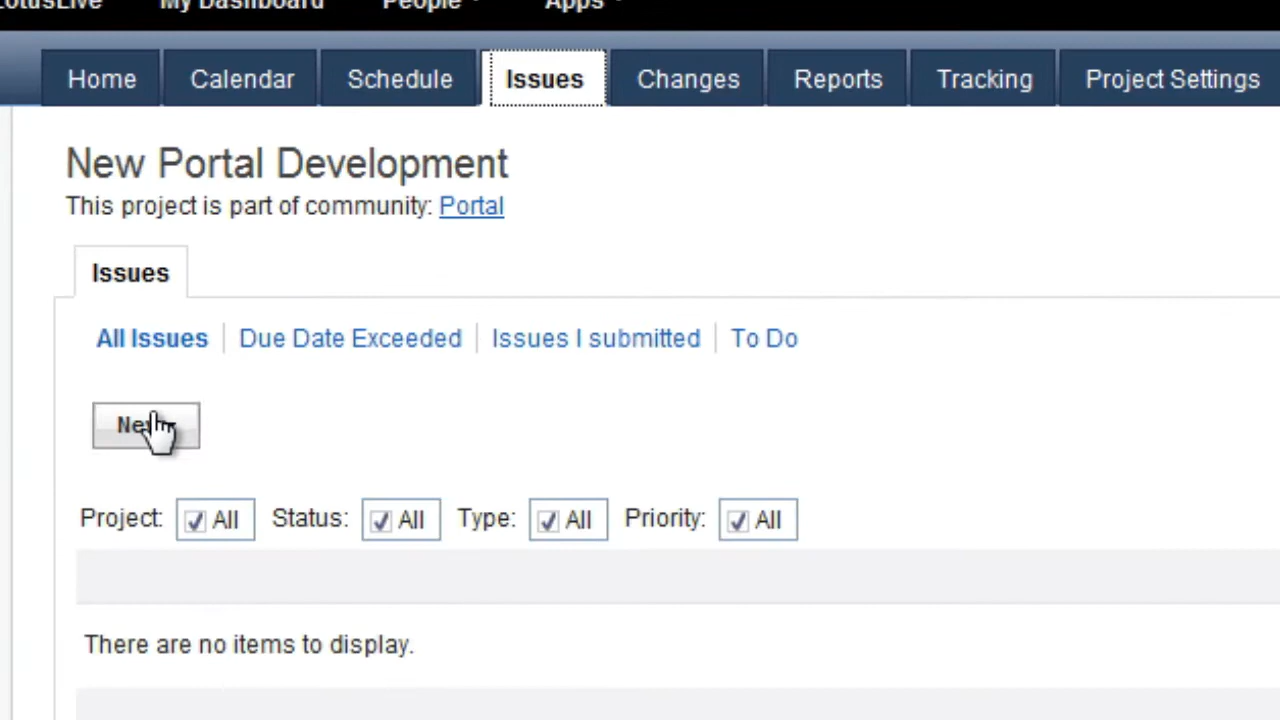 LotusLive My Dashboard People Apps
Home Calendar Schedule Issues Changes Reports Tracking Project Settings
New Portal Development
This project is part of community: Portal
Issues
All Issues Due Date Exceeded Issues I submitted To Do
Project: All Status: All Type: All Priority: All
There are no items to display.